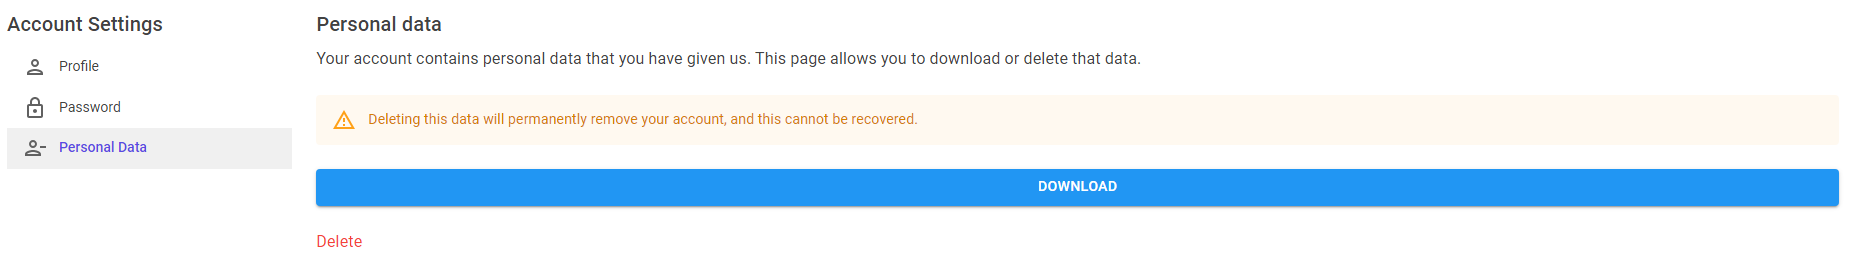 Account Settings
Profile
Password
Personal Data
Personal data
Your account contains personal data that you have given us. This page allows you to download or delete that data.
Deleting this data will permanently remove your account, and this cannot be recovered.
DOWNLOAD
Delete